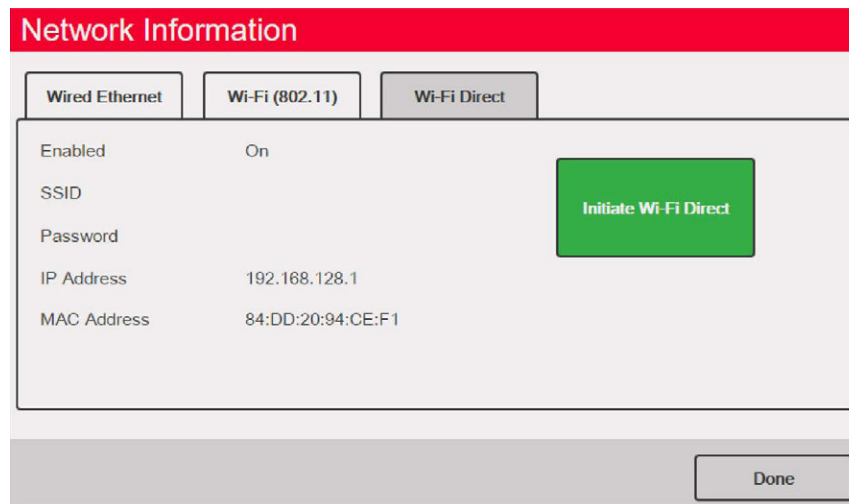 Network Information
Wired Ethernet Wi-Fi (802.11) Wi-Fi Direct
Enabled On
SSID
Initiate Wi-Fi Direct
Password
IP Address 192.168.128.1
MAC Address 84:DD:20:94:CE:F1
Done